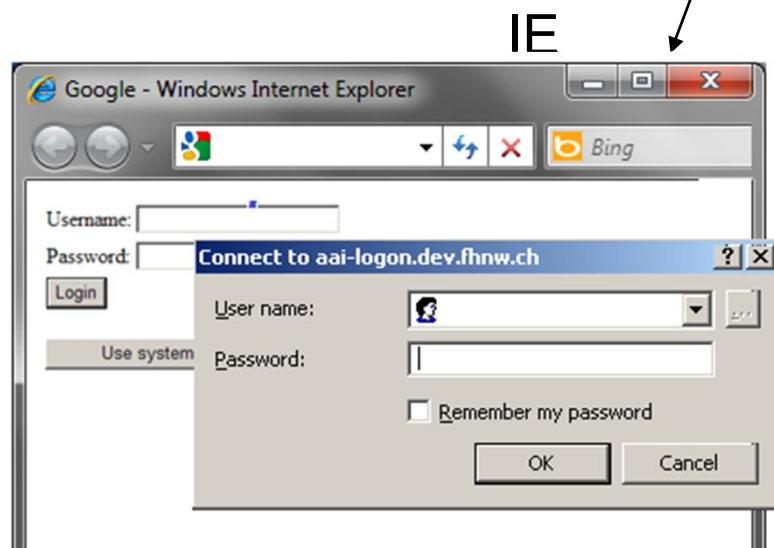 IE
Google - Windows Internet Explorer
Bing
Username:
Password:
Login
Use system
Connect to aai-logon.dev.fhnw.ch
User name:
Password:
Remember my password
OK
Cancel